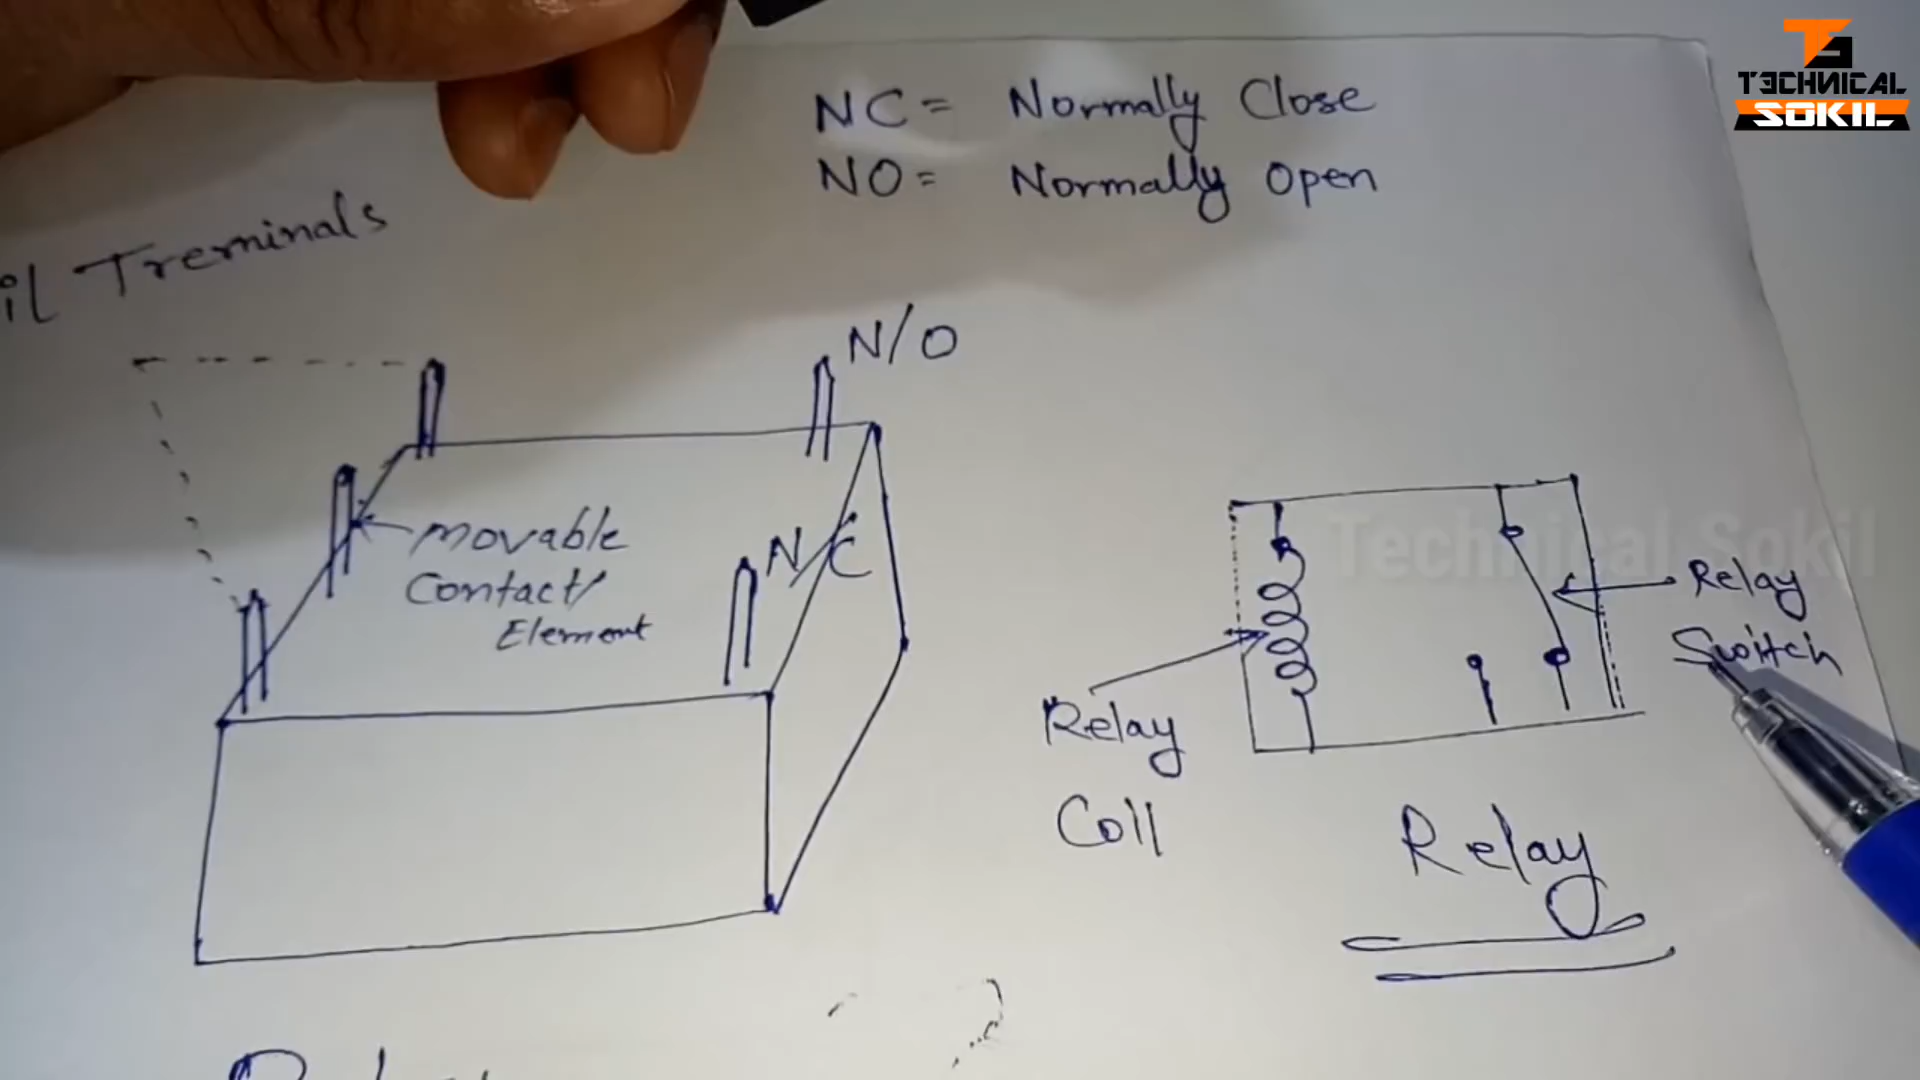 NC = Normally Close
NO = Normally Open
il Treminals
N/O
movable
Contact/
Element
N/C
Relay
Switch
Relay
Coil
Relay
T3CHNICAL
SOKIL
Technical Sokil